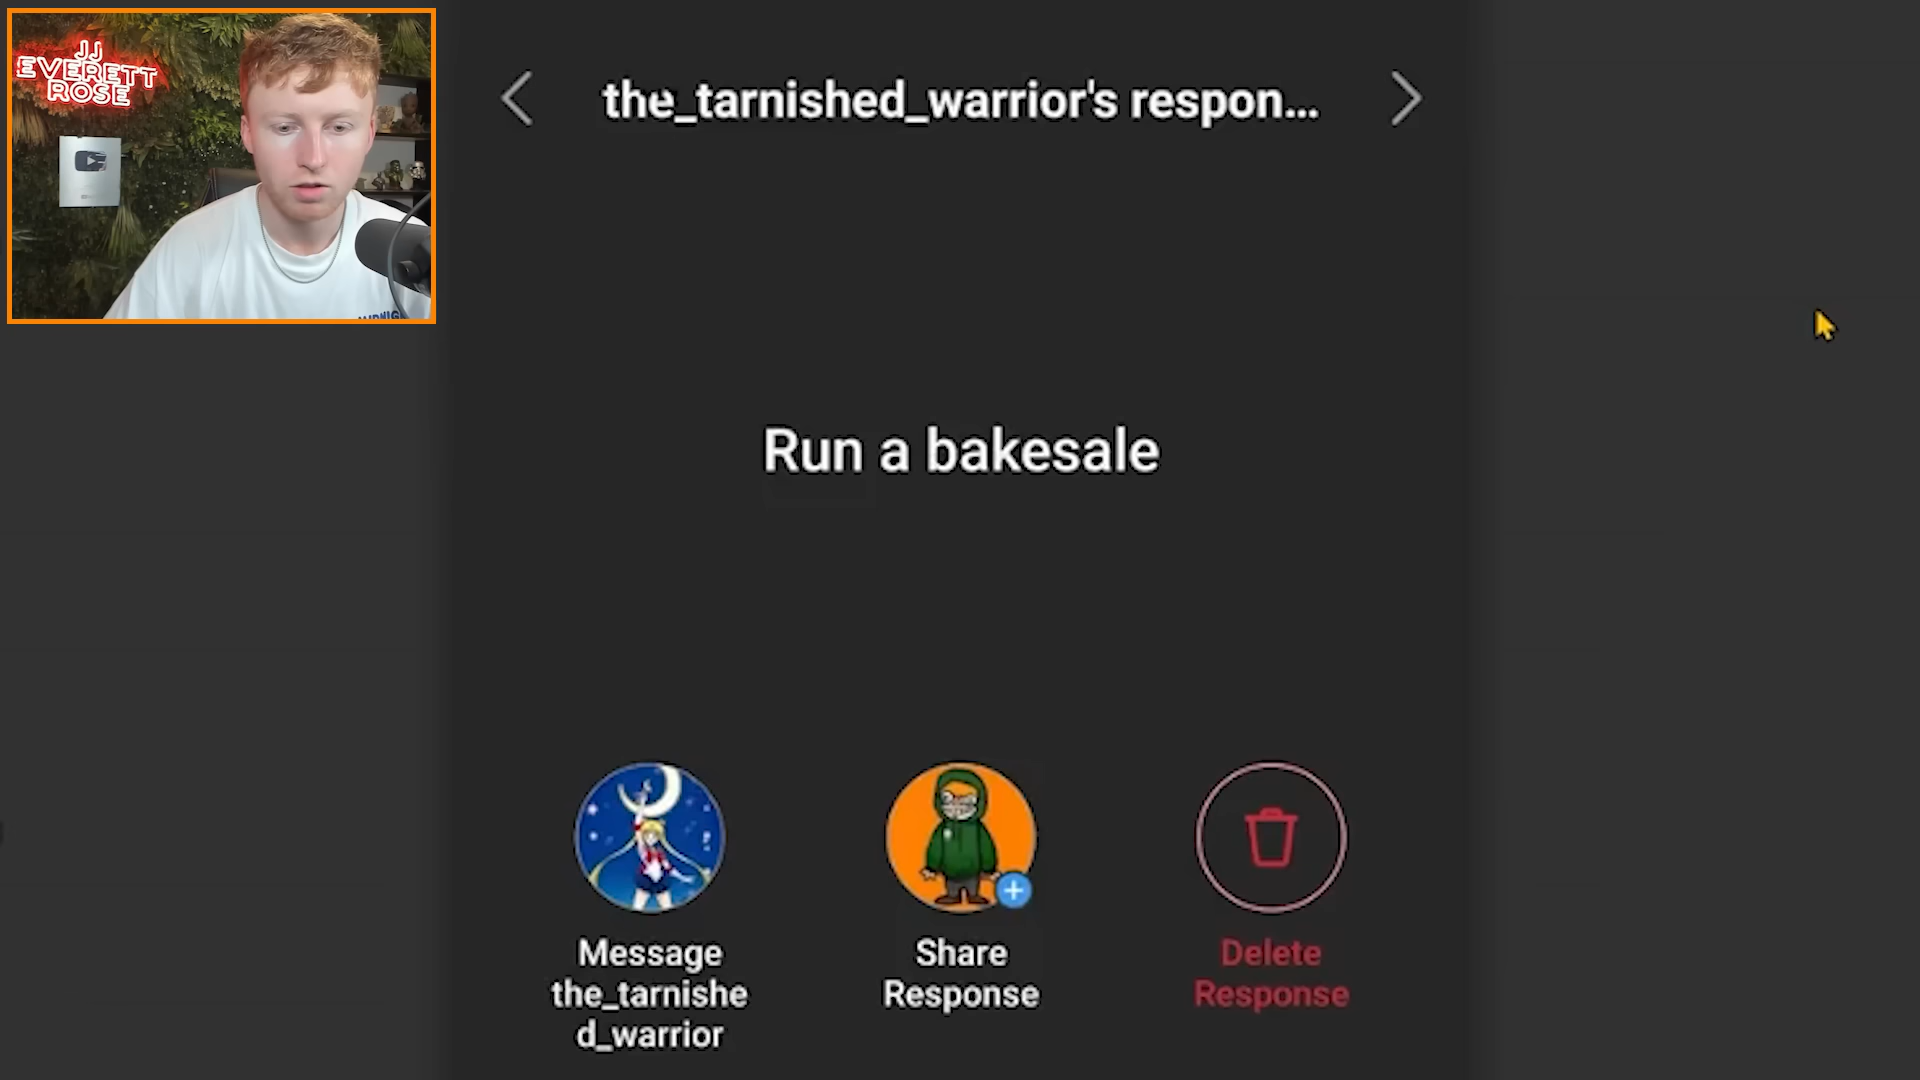 JJ
EVERETT
ROSE
the_tarnished_warrior's respon...
Run a bakesale
Message
the_tarnishe
d_warrior
Share
Response
Delete
Response